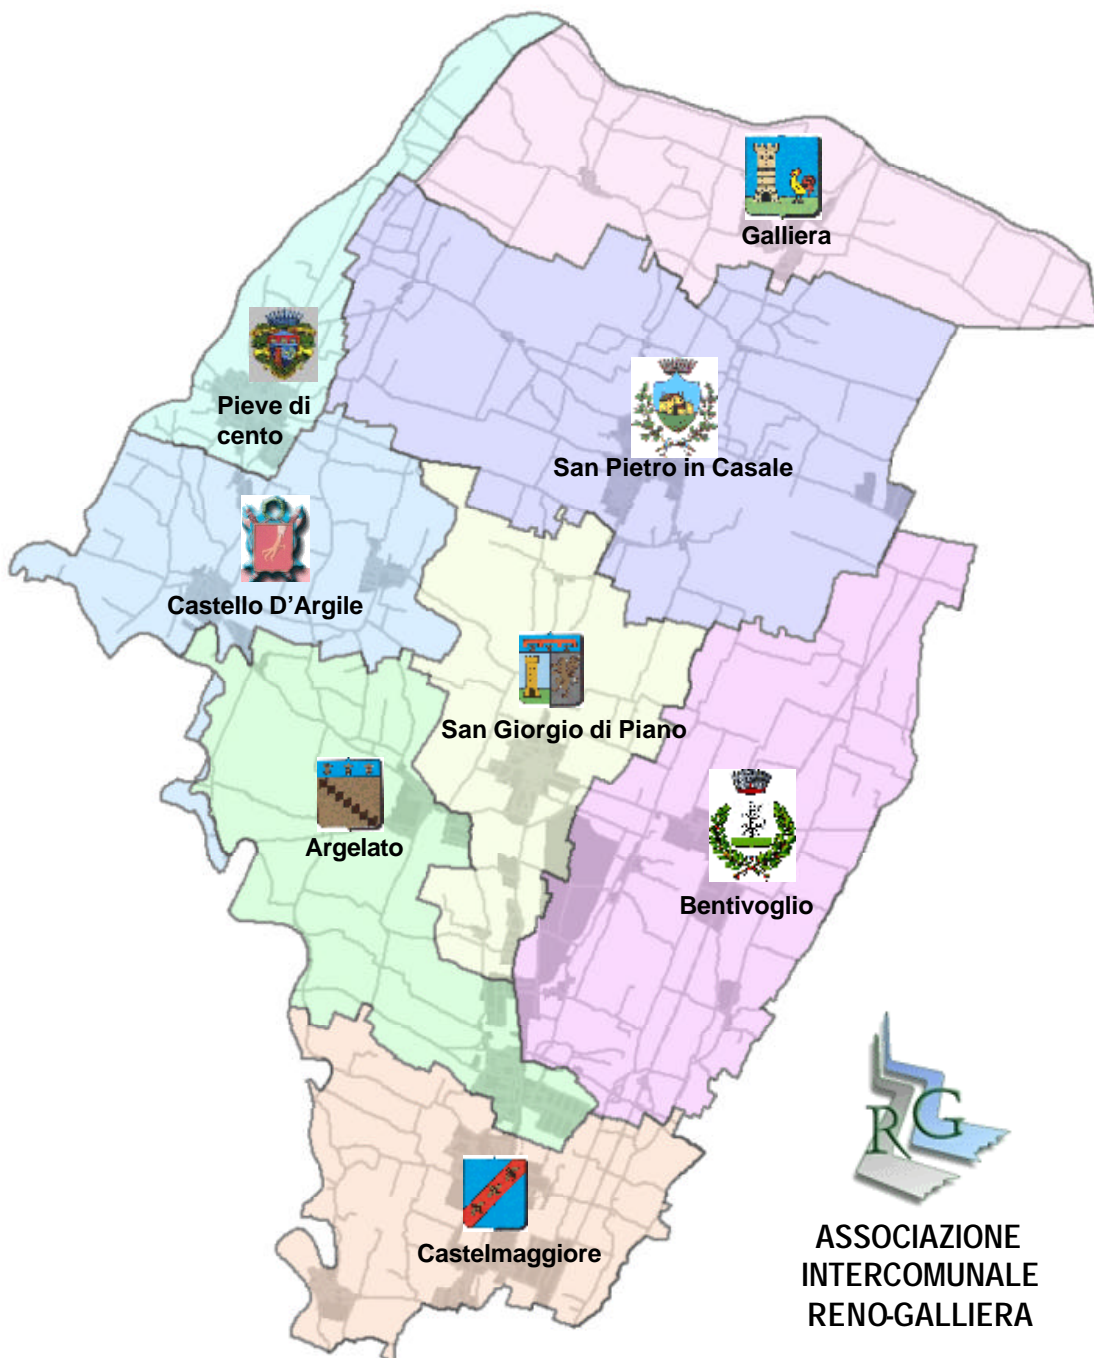 Galliera
Pieve di
cento
San Pietro in Casale
Castello D'Argile
San Giorgio di Piano
Argelato
Bentivoglio
Castelmaggiore
RG
ASSOCIAZIONE
INTERCOMUNALE
RENO-GALLIERA